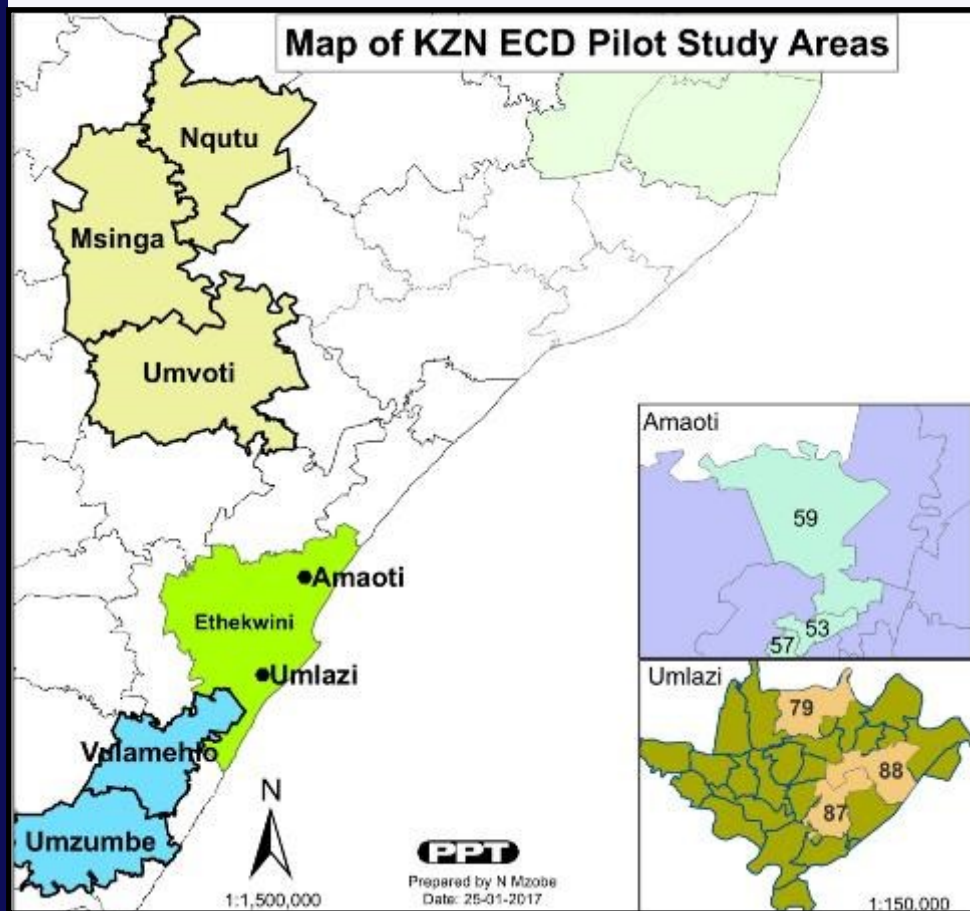 Map of KZN ECD Pilot Study Areas
Nqutu
Msinga
Umvoti
Amaoti
Ethekwini
Umlazi
Vulamehlo
Umzumbe
N
1:1,500,000
PPT
Prepared by N Mzobe
Date: 25-01-2017
Amaoti
59
53
57
Umlazi
79
88
87
1:150,000